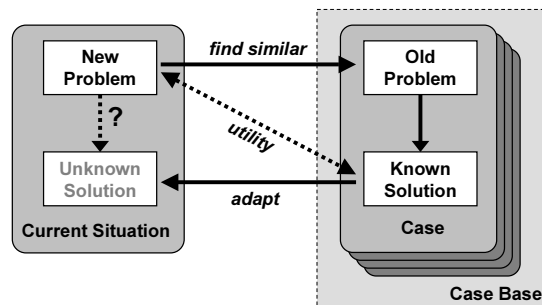 New
Problem
find similar
Old
Problem
?
utility
Unknown
Solution
Known
Solution
adapt
Current Situation
Case
Case Base